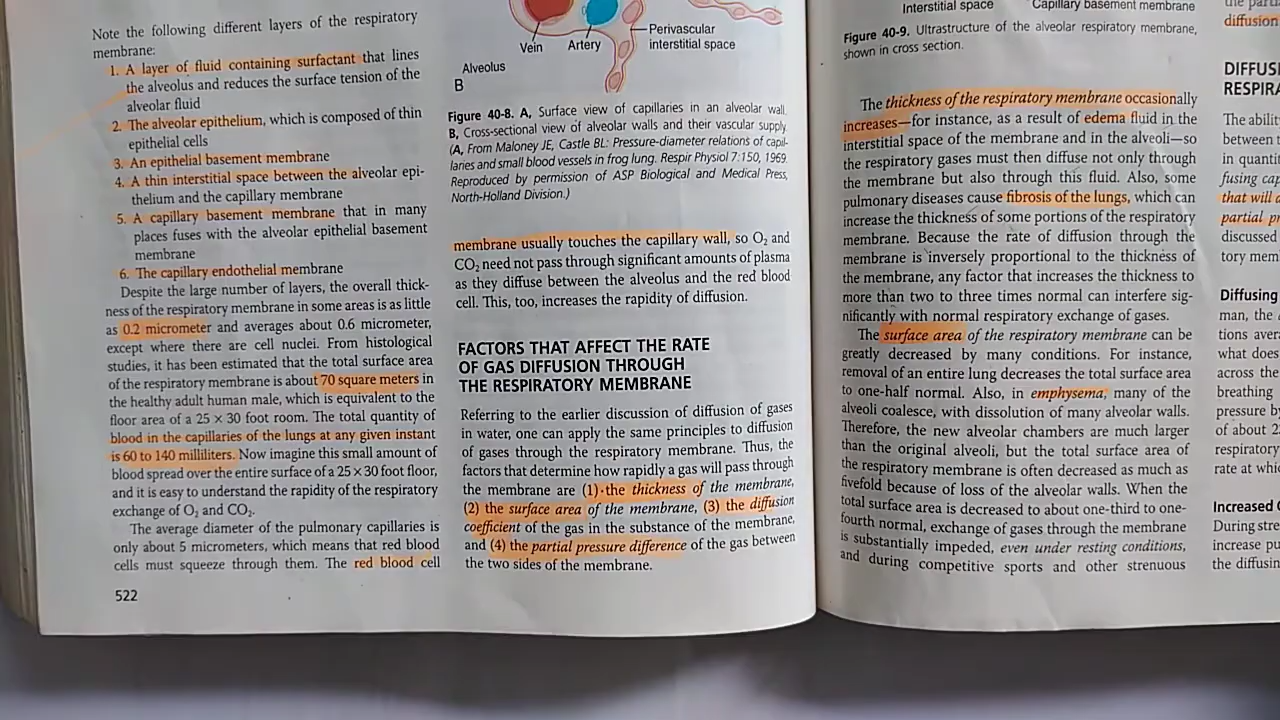 Note the following different layers of the respiratory
membrane:
1. A layer of fluid containing surfactant that lines
the alveolus and reduces the surface tension of the
alveolar fluid
2. The alveolar epithelium, which is composed of thin
epithelial cells
3. An epithelial basement membrane
4. A thin interstitial space between the alveolar epi-
thelium and the capillary membrane
5. A capillary basement membrane that in many
places fuses with the alveolar epithelial basement
membrane
6. The capillary endothelial membrane
Despite the large number of layers, the overall thick-
ness of the respiratory membrane in some areas is as little
as 0.2 micrometer and averages about 0.6 micrometer,
except where there are cell nuclei. From histological
studies, it has been estimated that the total surface area
of the respiratory membrane is about 70 square meters in
the healthy adult human male, which is equivalent to the
floor area of a 25 × 30 foot room. The total quantity of
blood in the capillaries of the lungs at any given instant
is 60 to 140 milliliters. Now imagine this small amount of
blood spread over the entire surface of a 25 × 30 foot floor,
and it is easy to understand the rapidity of the respiratory
exchange of O₂ and CO₂.
The average diameter of the pulmonary capillaries is
only about 5 micrometers, which means that red blood
cells must squeeze through them. The red blood cell
522
Vein
Artery
Perivascular
interstitial space
Alveolus
B
Figure 40-8. A, Surface view of capillaries in an alveolar wall.
B, Cross-sectional view of alveolar walls and their vascular supply.
(A, From Maloney JE, Castle BL: Pressure-diameter relations of capil-
laries and small blood vessels in frog lung. Respir Physiol 7:150, 1969.
Reproduced by permission of ASP Biological and Medical Press,
North-Holland Division.)
membrane usually touches the capillary wall, so O₂ and
CO₂ need not pass through significant amounts of plasma
as they diffuse between the alveolus and the red blood
cell. This, too, increases the rapidity of diffusion.
FACTORS THAT AFFECT THE RATE
OF GAS DIFFUSION THROUGH
THE RESPIRATORY MEMBRANE
Referring to the earlier discussion of diffusion of gases
in water, one can apply the same principles to diffusion
of gases through the respiratory membrane. Thus, the
factors that determine how rapidly a gas will pass through
the membrane are (1) the thickness of the membrane,
(2) the surface area of the membrane, (3) the diffusion
coefficient of the gas in the substance of the membrane,
and (4) the partial pressure difference of the gas between
the two sides of the membrane.
Interstitial space
Capillary basement membrane
Figure 40-9. Ultrastructure of the alveolar respiratory membrane,
shown in cross section.
The thickness of the respiratory membrane occasionally
increases—for instance, as a result of edema fluid in the
interstitial space of the membrane and in the alveoli—so
the respiratory gases must then diffuse not only through
the membrane but also through this fluid. Also, some
pulmonary diseases cause fibrosis of the lungs, which can
increase the thickness of some portions of the respiratory
membrane. Because the rate of diffusion through the
membrane is inversely proportional to the thickness of
the membrane, any factor that increases the thickness to
more than two to three times normal can interfere sig-
nificantly with normal respiratory exchange of gases.
The surface area of the respiratory membrane can be
greatly decreased by many conditions. For instance,
removal of an entire lung decreases the total surface area
to one-half normal. Also, in emphysema, many of the
alveoli coalesce, with dissolution of many alveolar walls.
Therefore, the new alveolar chambers are much larger
than the original alveoli, but the total surface area of
the respiratory membrane is often decreased as much as
fivefold because of loss of the alveolar walls. When the
total surface area is decreased to about one-third to one-
fourth normal, exchange of gases through the membrane
is substantially impeded, even under resting conditions,
and during competitive sports and other strenuous
diffusion
DIFFUS
RESPIRA
The ability
between t
in quanti
fusing cap
that will d
partial p
discussed
tory mem
Diffusing
man, the
tions aver
what does
across the
breathing
pressure b
of about 2
respiratory
rate at whi
Increased
During stre
increase pu
the diffusin